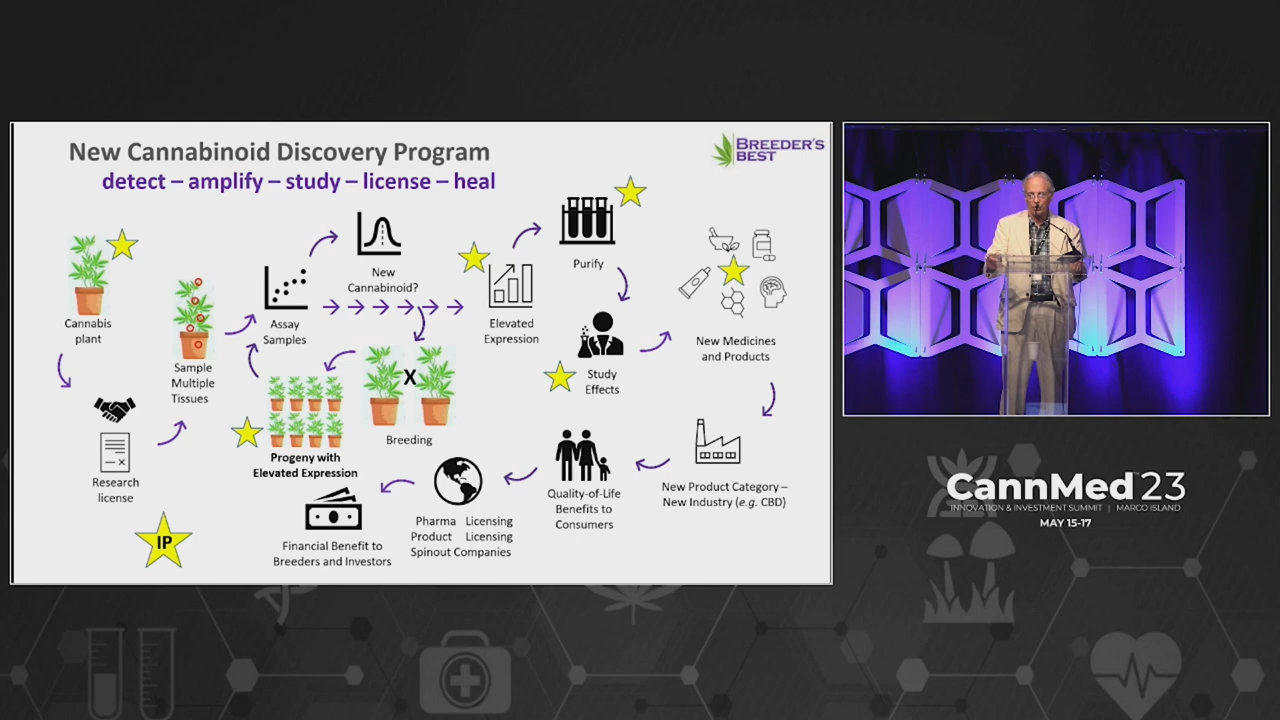 New Cannabinoid Discovery Program
detect – amplify – study – license – heal
BREEDER'S
BEST
Cannabis
plant
Research
license
Sample
Multiple
Tissues
Assay
Samples
New
Cannabinoid?
X
Breeding
Progeny with
Elevated Expression
Elevated
Expression
Purify
Study
Effects
New Medicines
and Products
New Product Category –
New Industry (e.g. CBD)
Quality-of-Life
Benefits to
Consumers
Pharma Licensing
Product Licensing
Spinout Companies
Financial Benefit to
Breeders and Investors
IP
CannMed 23
INNOVATION & INVESTMENT SUMMIT | MARCO ISLAND
MAY 15-17